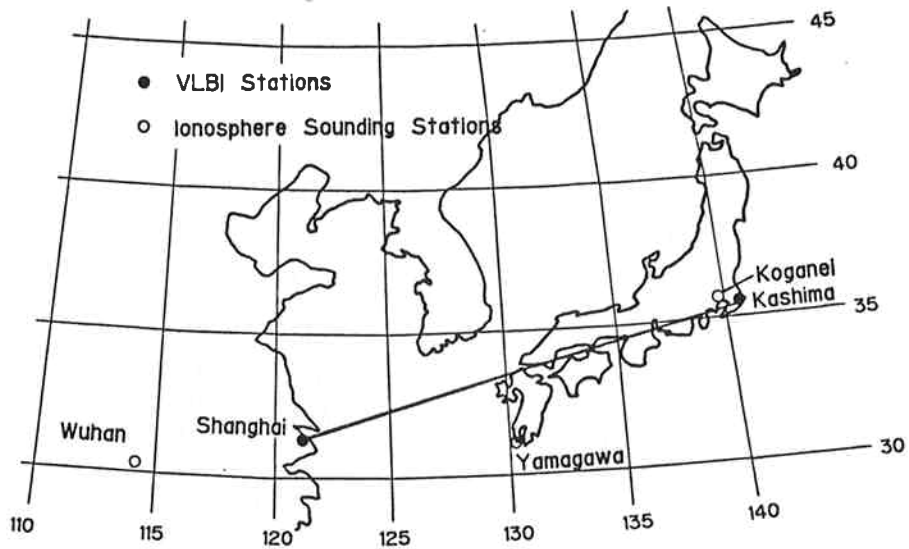 45
VLBI Stations
Ionosphere Sounding Stations
40
Koganei
Kashima
35
Shanghai
Wuhan
Yamagawa
30
110
115
120
125
130
135
140